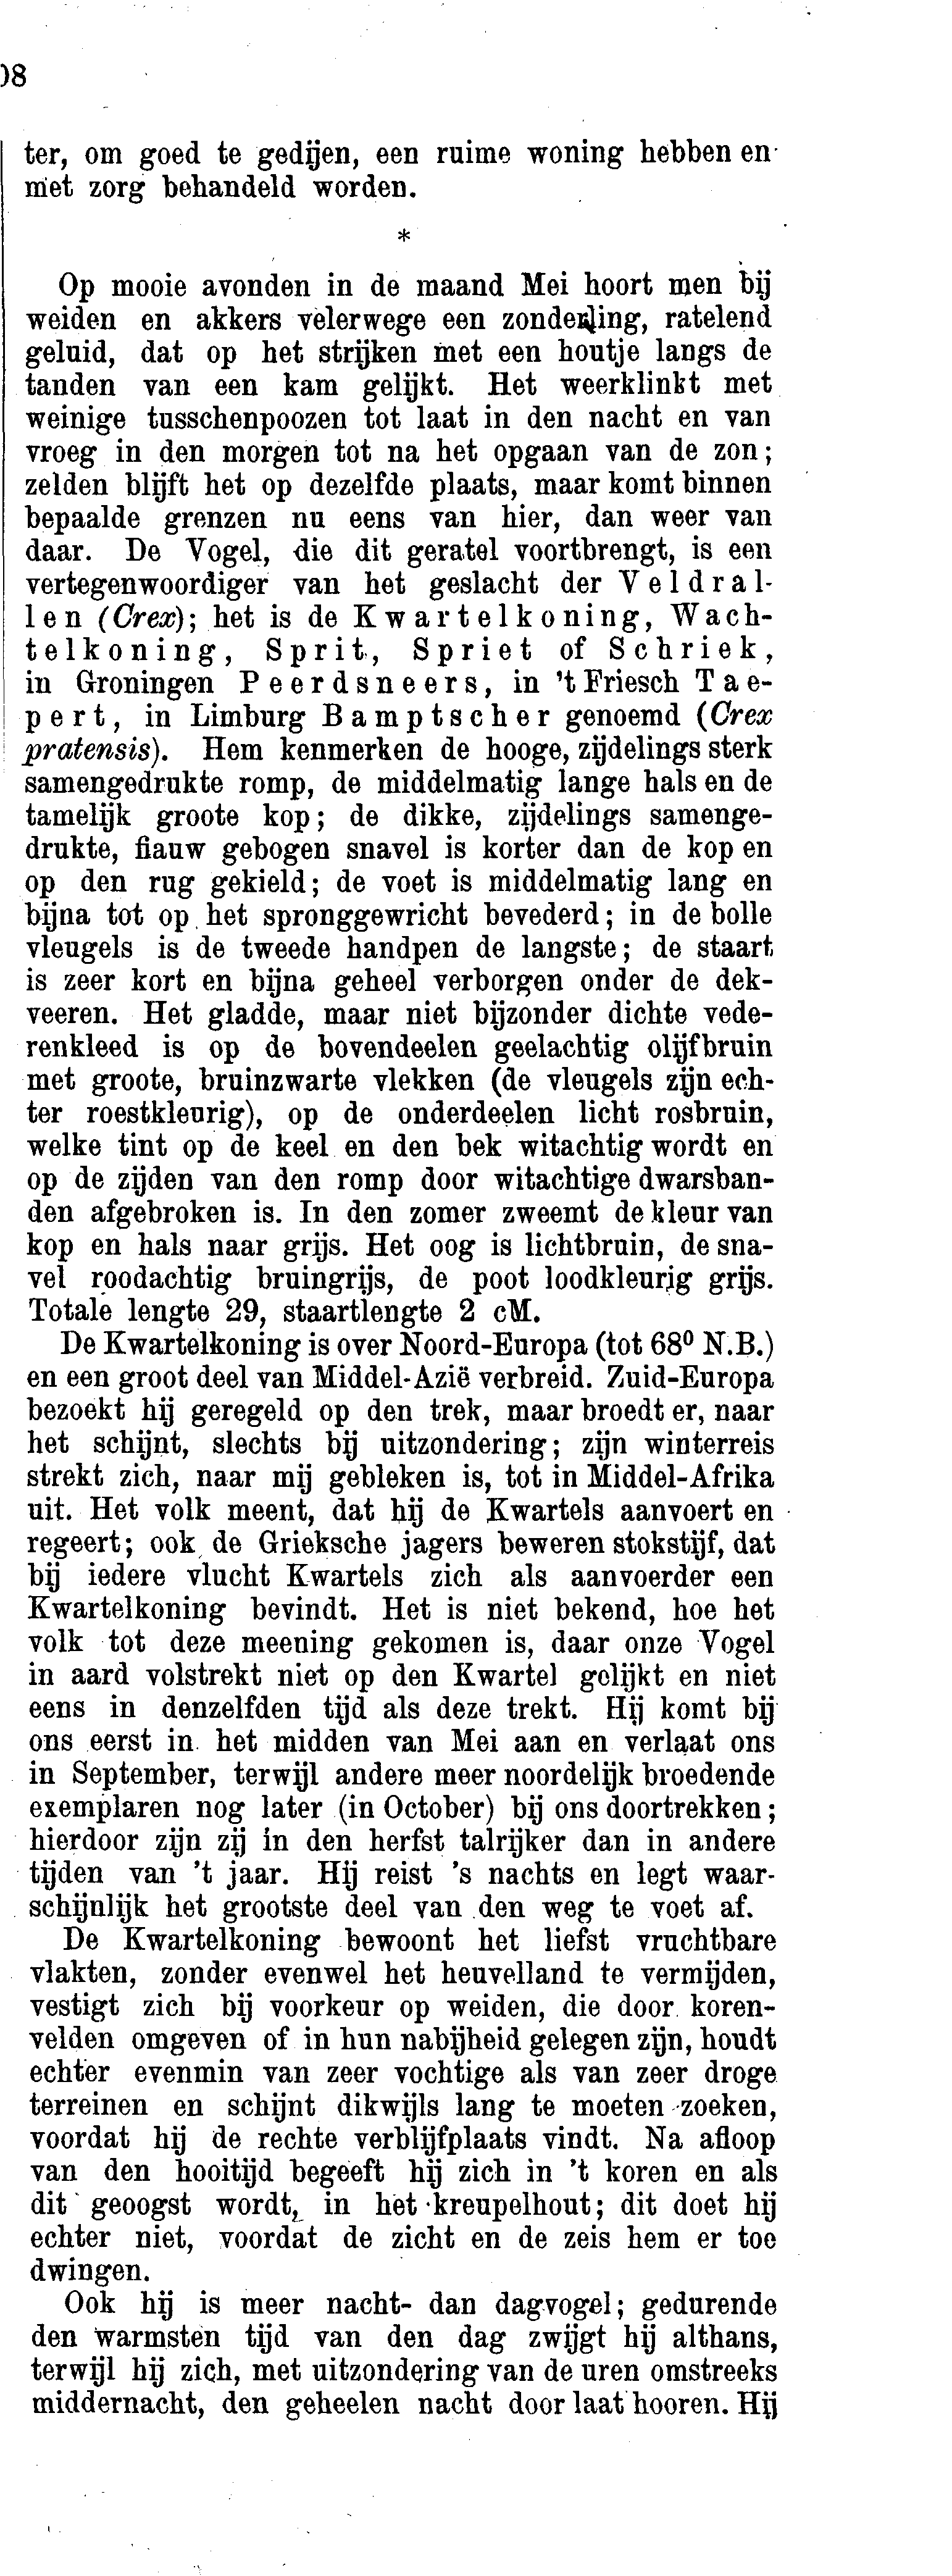 08
ter, om goed te gedijen, een ruime woning hebben en
met zorg behandeld worden.
*
Op mooie avonden in de maand Mei hoort men bij
weiden en akkers velerwege een zonderling, ratelend
geluid, dat op het strijken met een houtje langs de
tanden van een kam gelijkt. Het weerklinkt met
weinige tusschenpoozen tot laat in den nacht en van
vroeg in den morgen tot na het opgaan van de zon;
zelden blijft het op dezelfde plaats, maar komt binnen
bepaalde grenzen nu eens van hier, dan weer van
daar. De Vogel, die dit geratel voortbrengt, is een
vertegenwoordiger van het geslacht der Veldral-
len (Crex); het is de Kwartelkoning, Wach-
telkoning, Sprit, Spriet of Schriek,
in Groningen Peerdsneers, in 't Friesch Tae-
pert, in Limburg Bamptscher genoemd (Crex
pratensis). Hem kenmerken de hooge, zijdelings sterk
samengedrukte romp, de middelmatig lange hals en de
tamelijk groote kop; de dikke, zijdelings samenge-
drukte, flauw gebogen snavel is korter dan de kop en
op den rug gekield; de voet is middelmatig lang en
bijna tot op het spronggewricht bevederd; in de bolle
vleugels is de tweede handpen de langste; de staart
is zeer kort en bijna geheel verborgen onder de dek-
veeren. Het gladde, maar niet bijzonder dichte vede-
renkleed is op de bovendeelen geelachtig olijfbruin
met groote, bruinzwarte vlekken (de vleugels zijn ech-
ter roestkleurig), op de onderdeelen licht rosbruin,
welke tint op de keel en den bek witachtig wordt en
op de zijden van den romp door witachtige dwarsban-
den afgebroken is. In den zomer zweemt de kleur van
kop en hals naar grijs. Het oog is lichtbruin, de sna-
vel roodachtig bruingrijs, de poot loodkleurig grijs.
Totale lengte 29, staartlengte 2 cM.
De Kwartelkoning is over Noord-Europa (tot 68⁰ N.B.)
en een groot deel van Middel-Azië verbreid. Zuid-Europa
bezoekt hij geregeld op den trek, maar broedt er, naar
het schijnt, slechts bij uitzondering; zijn winterreis
strekt zich, naar mij gebleken is, tot in Middel-Afrika
uit. Het volk meent, dat hij de Kwartels aanvoert en
regeert; ook de Grieksche jagers beweren stokstijf, dat
bij iedere vlucht Kwartels zich als aanvoerder een
Kwartelkoning bevindt. Het is niet bekend, hoe het
volk tot deze meening gekomen is, daar onze Vogel
in aard volstrekt niet op den Kwartel gelijkt en niet
eens in denzelfden tijd als deze trekt. Hij komt bij
ons eerst in het midden van Mei aan en verlaat ons
in September, terwijl andere meer noordelijk broedende
exemplaren nog later (in October) bij ons doortrekken;
hierdoor zijn zij in den herfst talrijker dan in andere
tijden van 't jaar. Hij reist 's nachts en legt waar-
schijnlijk het grootste deel van den weg te voet af.
De Kwartelkoning bewoont het liefst vruchtbare
vlakten, zonder evenwel het heuvelland te vermijden,
vestigt zich bij voorkeur op weiden, die door koren-
velden omgeven of in hun nabijheid gelegen zijn, houdt
echter evenmin van zeer vochtige als van zeer droge
terreinen en schijnt dikwijls lang te moeten zoeken,
voordat hij de rechte verblijfplaats vindt. Na afloop
van den hooitijd begeeft hij zich in 't koren en als
dit geoogst wordt, in het kreupelhout; dit doet hij
echter niet, voordat de zicht en de zeis hem er toe
dwingen.
Ook hij is meer nacht- dan dagvogel; gedurende
den warmsten tijd van den dag zwijgt hij althans,
terwijl hij zich, met uitzondering van de uren omstreeks
middernacht, den geheelen nacht door laat hooren. Hij